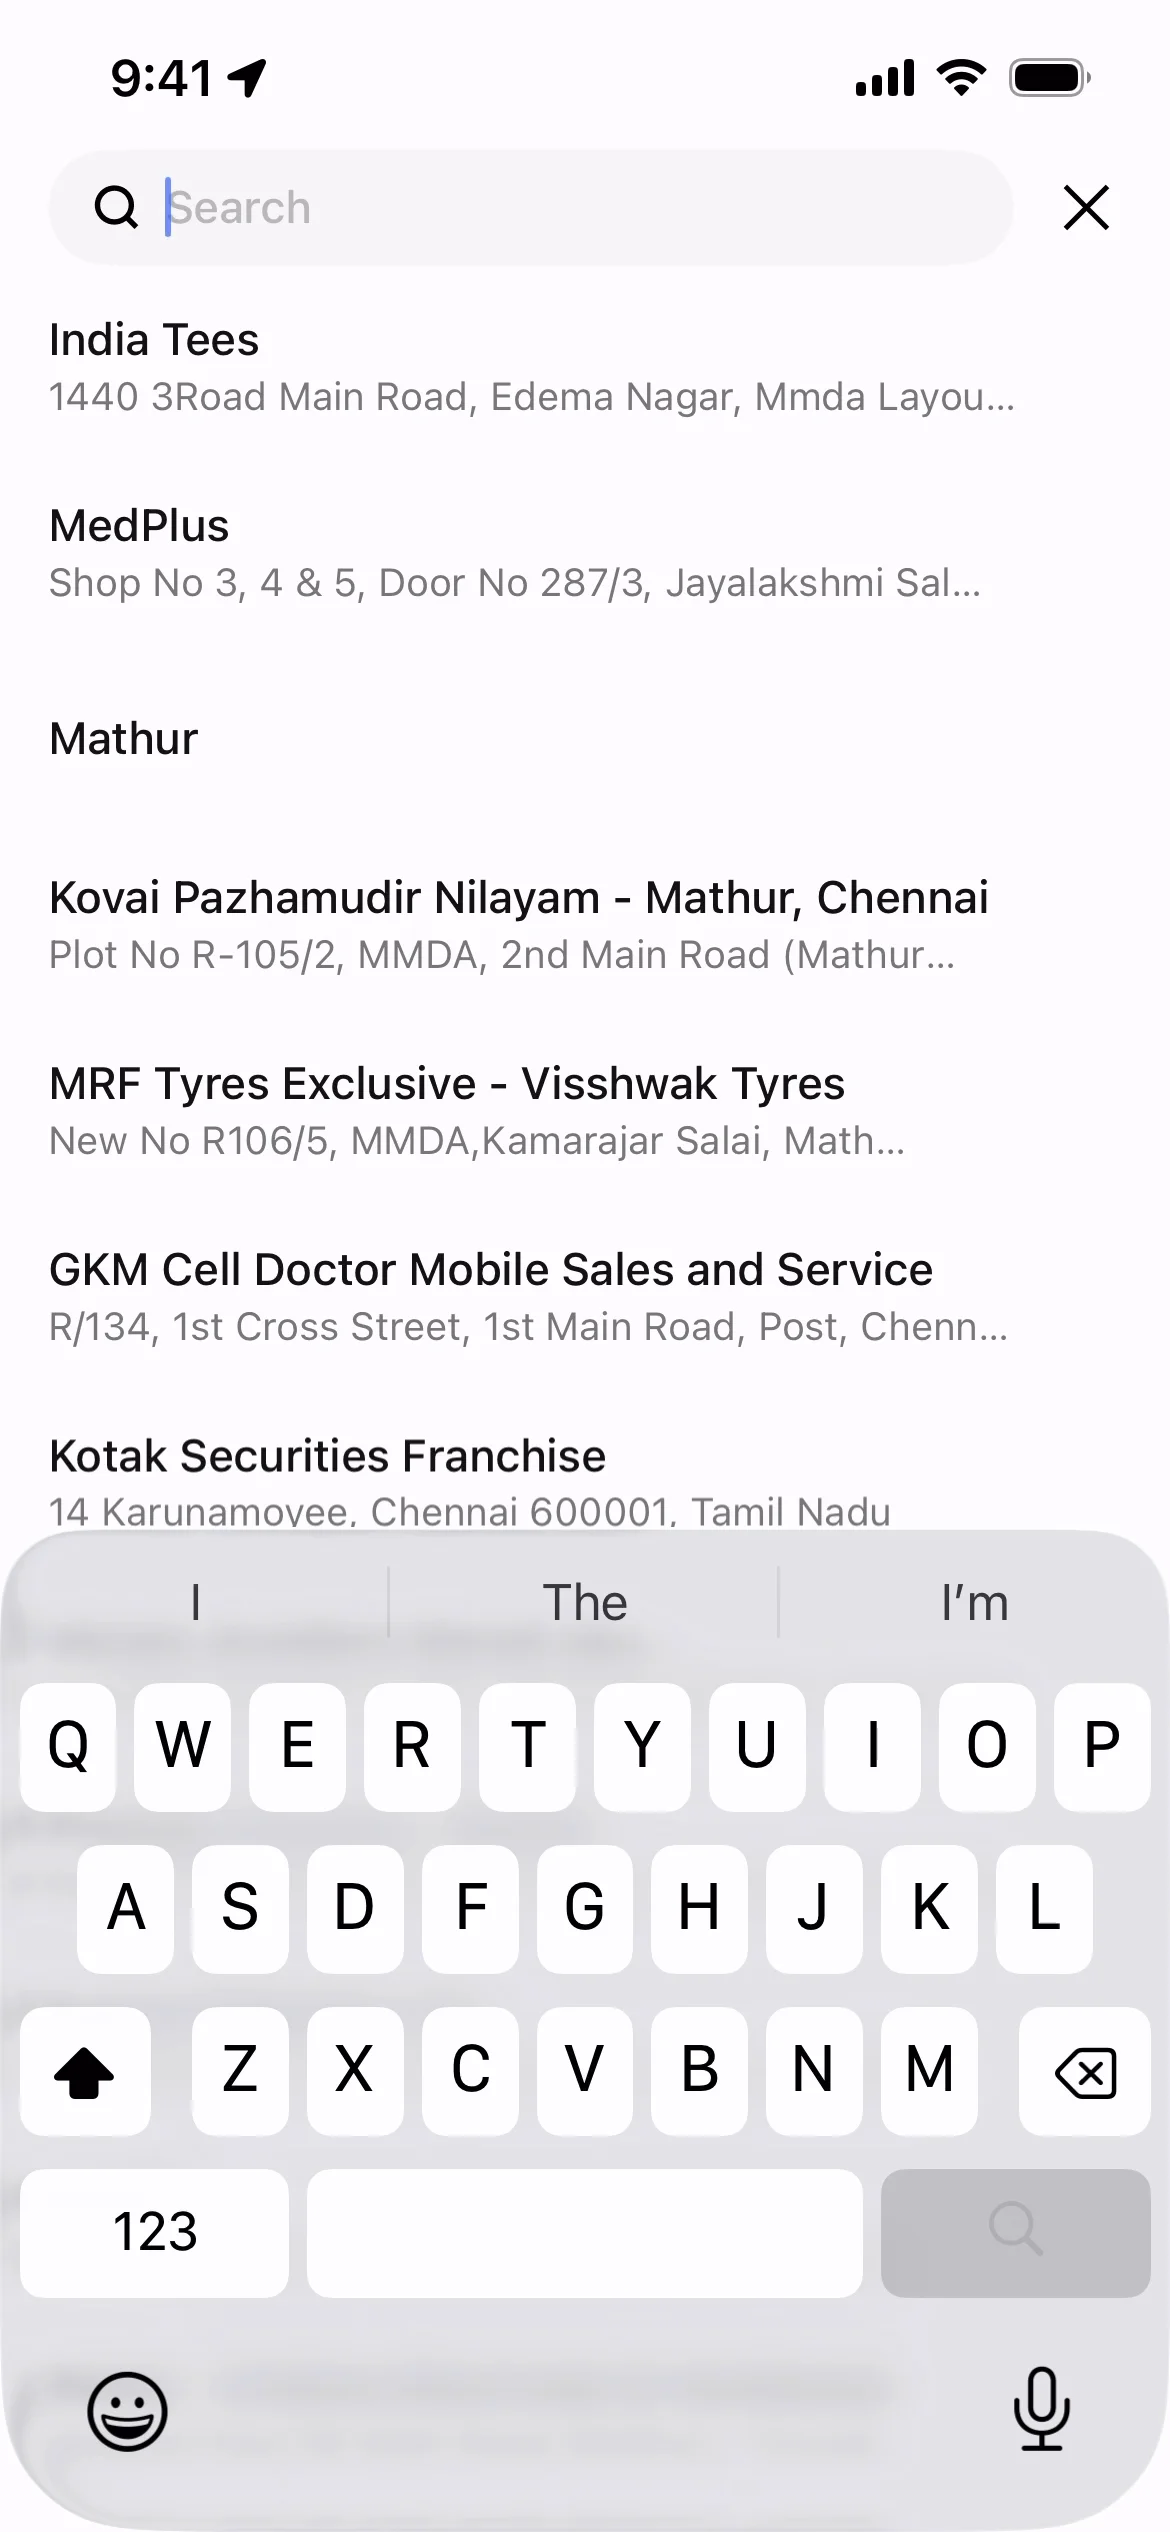 9:41
Search
India Tees
1440 3Road Main Road, Edema Nagar, Mmda Layou...
MedPlus
Shop No 3, 4 & 5, Door No 287/3, Jayalakshmi Sal...
Mathur
Kovai Pazhamudir Nilayam - Mathur, Chennai
Plot No R-105/2, MMDA, 2nd Main Road (Mathur...
MRF Tyres Exclusive - Visshwak Tyres
New No R106/5, MMDA,Kamarajar Salai, Math...
GKM Cell Doctor Mobile Sales and Service
R/134, 1st Cross Street, 1st Main Road, Post, Chenn...
Kotak Securities Franchise
14 Karunamoyee, Chennai 600001, Tamil Nadu
I The I’m
Q W E R T Y U I O P
A S D F G H J K L
Z X C V B N M
123